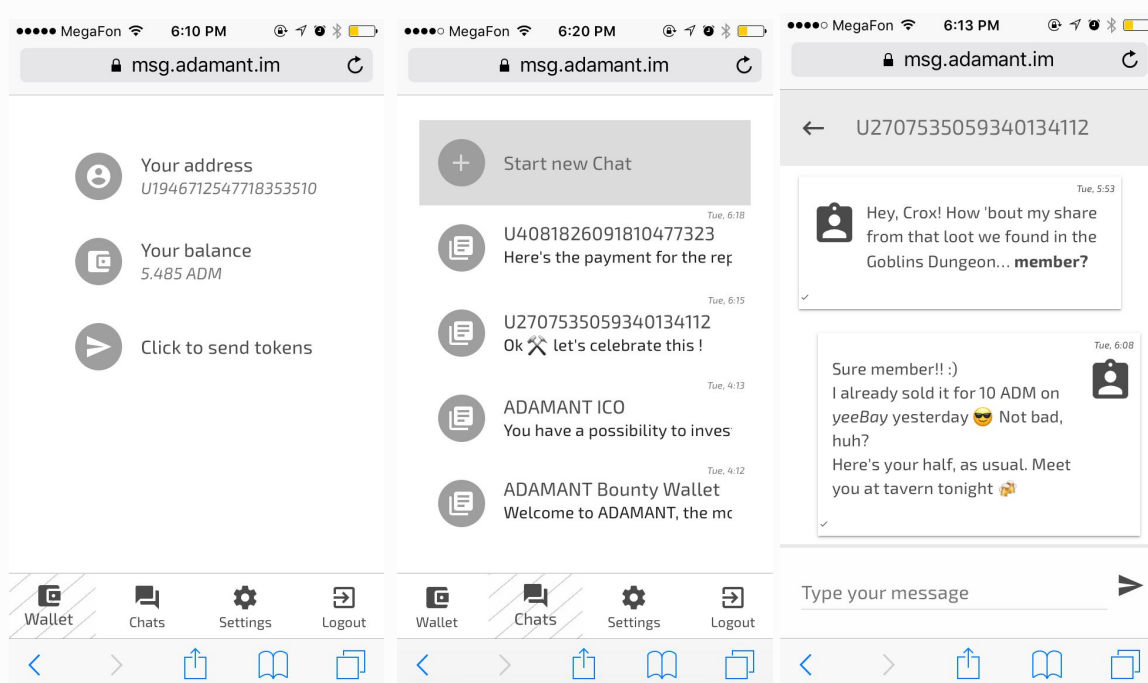 MegaFon 6:10 PM
msg.adamant.im
Your address
U1946712547718353510
Your balance
5.485 ADM
Click to send tokens
Wallet Chats Settings Logout
MegaFon 6:20 PM
msg.adamant.im
Start new Chat
Tue, 6:18
U4081826091810477323
Here's the payment for the rep
Tue, 6:15
U2707535059340134112
Ok ⚒ let's celebrate this !
Tue, 4:13
ADAMANT ICO
You have a possibility to inves
Tue, 4:12
ADAMANT Bounty Wallet
Welcome to ADAMANT, the mo
Wallet Chats Settings Logout
MegaFon 6:13 PM
msg.adamant.im
U2707535059340134112
Tue, 5:53
Hey, Crox! How 'bout my share
from that loot we found in the
Goblins Dungeon... member?
Tue, 6:08
Sure member!! :)
I already sold it for 10 ADM on
yeeBay yesterday 😎 Not bad,
huh?
Here's your half, as usual. Meet
you at tavern tonight 🍻
Type your message